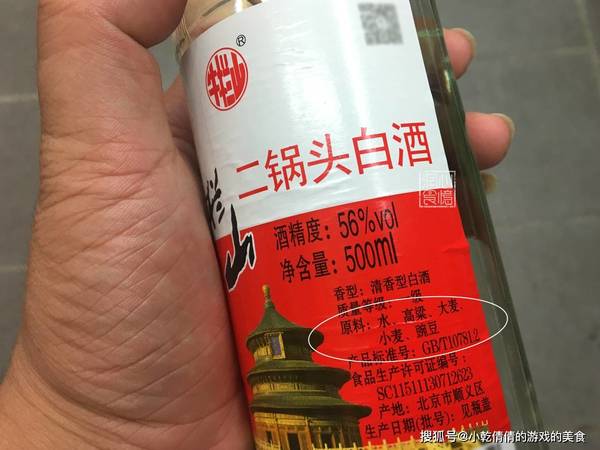 牛栏山
®
二锅头白酒
栏山
酒精度：56%vol
净含量：500ml
香型：清香型白酒
质量等级：一级
原料：水、高粱、大麦、
小麦、豌豆
产品标准号：GB/T10781.2
食品生产许可证编号：
SC11511130712623
产地：北京市顺义区
生产日期(批号)：见瓶盖
搜狐号@小乾倩倩的游戏的美食